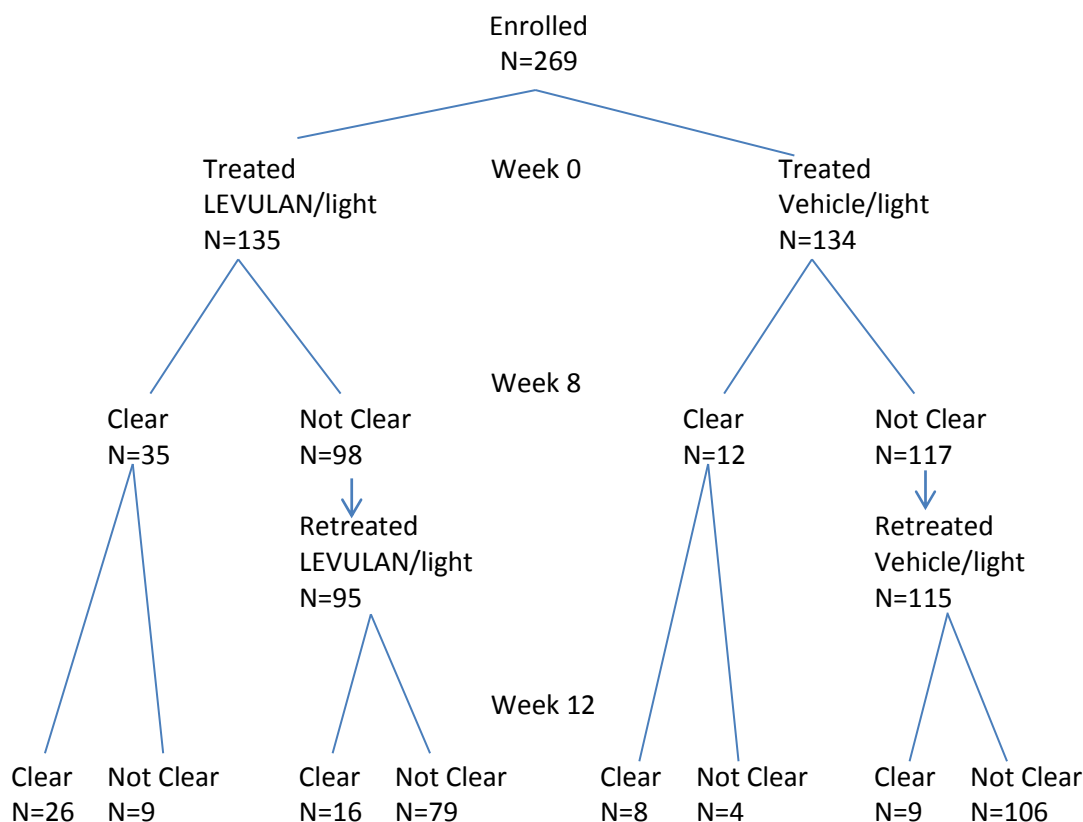 Enrolled
N=269
Treated
LEVULAN/light
N=135
Week 0
Treated
Vehicle/light
N=134
Week 8
Clear
N=35
Not Clear
N=98
Clear
N=12
Not Clear
N=117
Retreated
LEVULAN/light
N=95
Retreated
Vehicle/light
N=115
Week 12
Clear
N=26
Not Clear
N=9
Clear
N=16
Not Clear
N=79
Clear
N=8
Not Clear
N=4
Clear
N=9
Not Clear
N=106